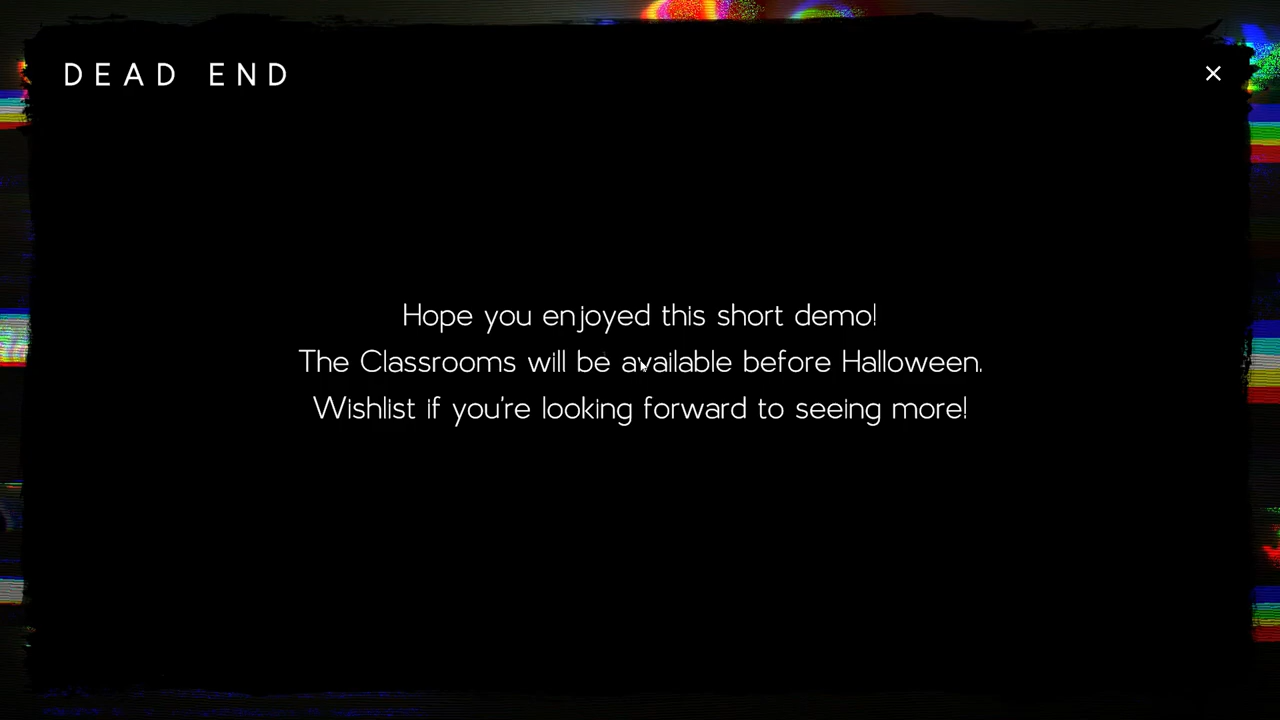 DEAD END
Hope you enjoyed this short demo!
The Classrooms will be available before Halloween.
Wishlist if you're looking forward to seeing more!